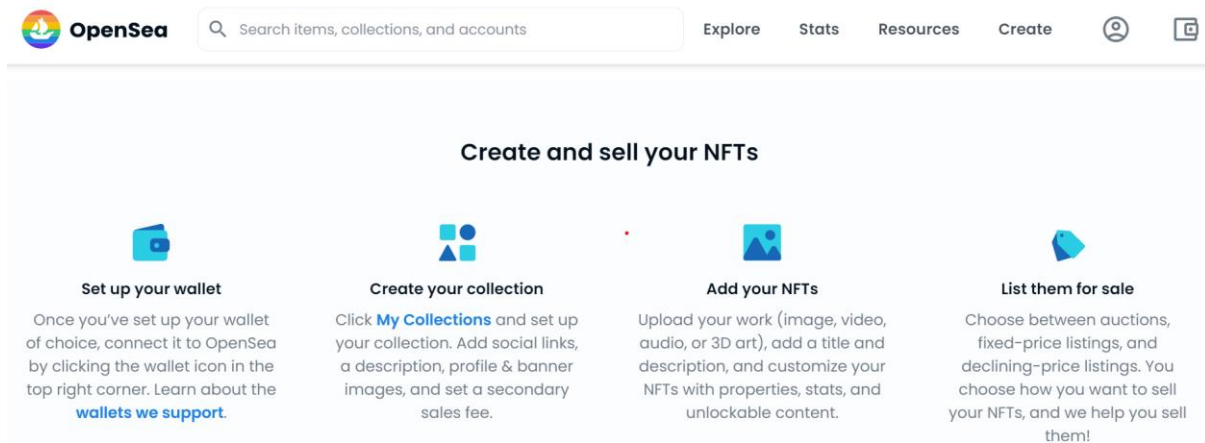 OpenSea
Search items, collections, and accounts
Explore
Stats
Resources
Create
Create and sell your NFTs
Set up your wallet
Once you’ve set up your wallet
of choice, connect it to OpenSea
by clicking the wallet icon in the
top right corner. Learn about the
wallets we support.
Create your collection
Click My Collections and set up
your collection. Add social links,
a description, profile & banner
images, and set a secondary
sales fee.
Add your NFTs
Upload your work (image, video,
audio, or 3D art), add a title and
description, and customize your
NFTs with properties, stats, and
unlockable content.
List them for sale
Choose between auctions,
fixed-price listings, and
declining-price listings. You
choose how you want to sell
your NFTs, and we help you sell
them!